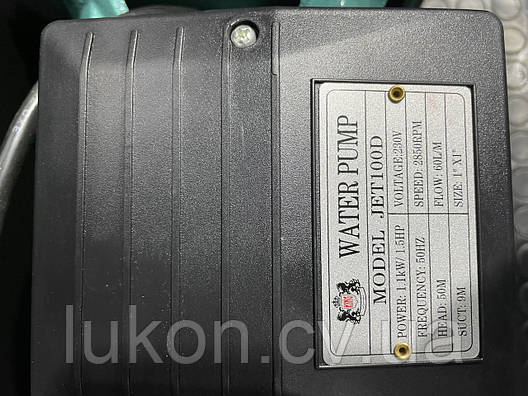 WATER PUMP
MODEL JET100D
POWER: 1.1kW/ 1.5HP VOLTAGE:230V
FREQUENCY: 50HZ SPEED: 2850RPM
HEAD: 50M FLOW: 60L/M
SUCT: 9M SIZE: 1" X1"
lukon.cv.ua